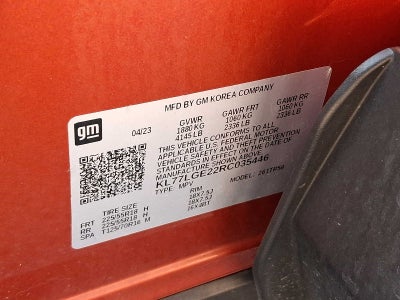 gm
MFD BY GM KOREA COMPANY
04/23
GVWR
1880 KG
4145 LB
GAWR FRT
1060 KG
2336 LB
GAWR RR
1060 KG
2336 LB
THIS VEHICLE CONFORMS TO ALL
APPLICABLE U.S. FEDERAL MOTOR
VEHICLE SAFETY AND THEFT PREVENTION
STANDARDS IN EFFECT ON THE DATE OF
MANUFACTURE SHOWN ABOVE
KL77LGE22RC035446
TYPE: MPV
MODEL:
TIRE SIZE
RIM
FRT 225/55R18 H 18X7.5J
RR 225/55R18 H 18X7.5J
SPA T125/70R16 M 16X4BT